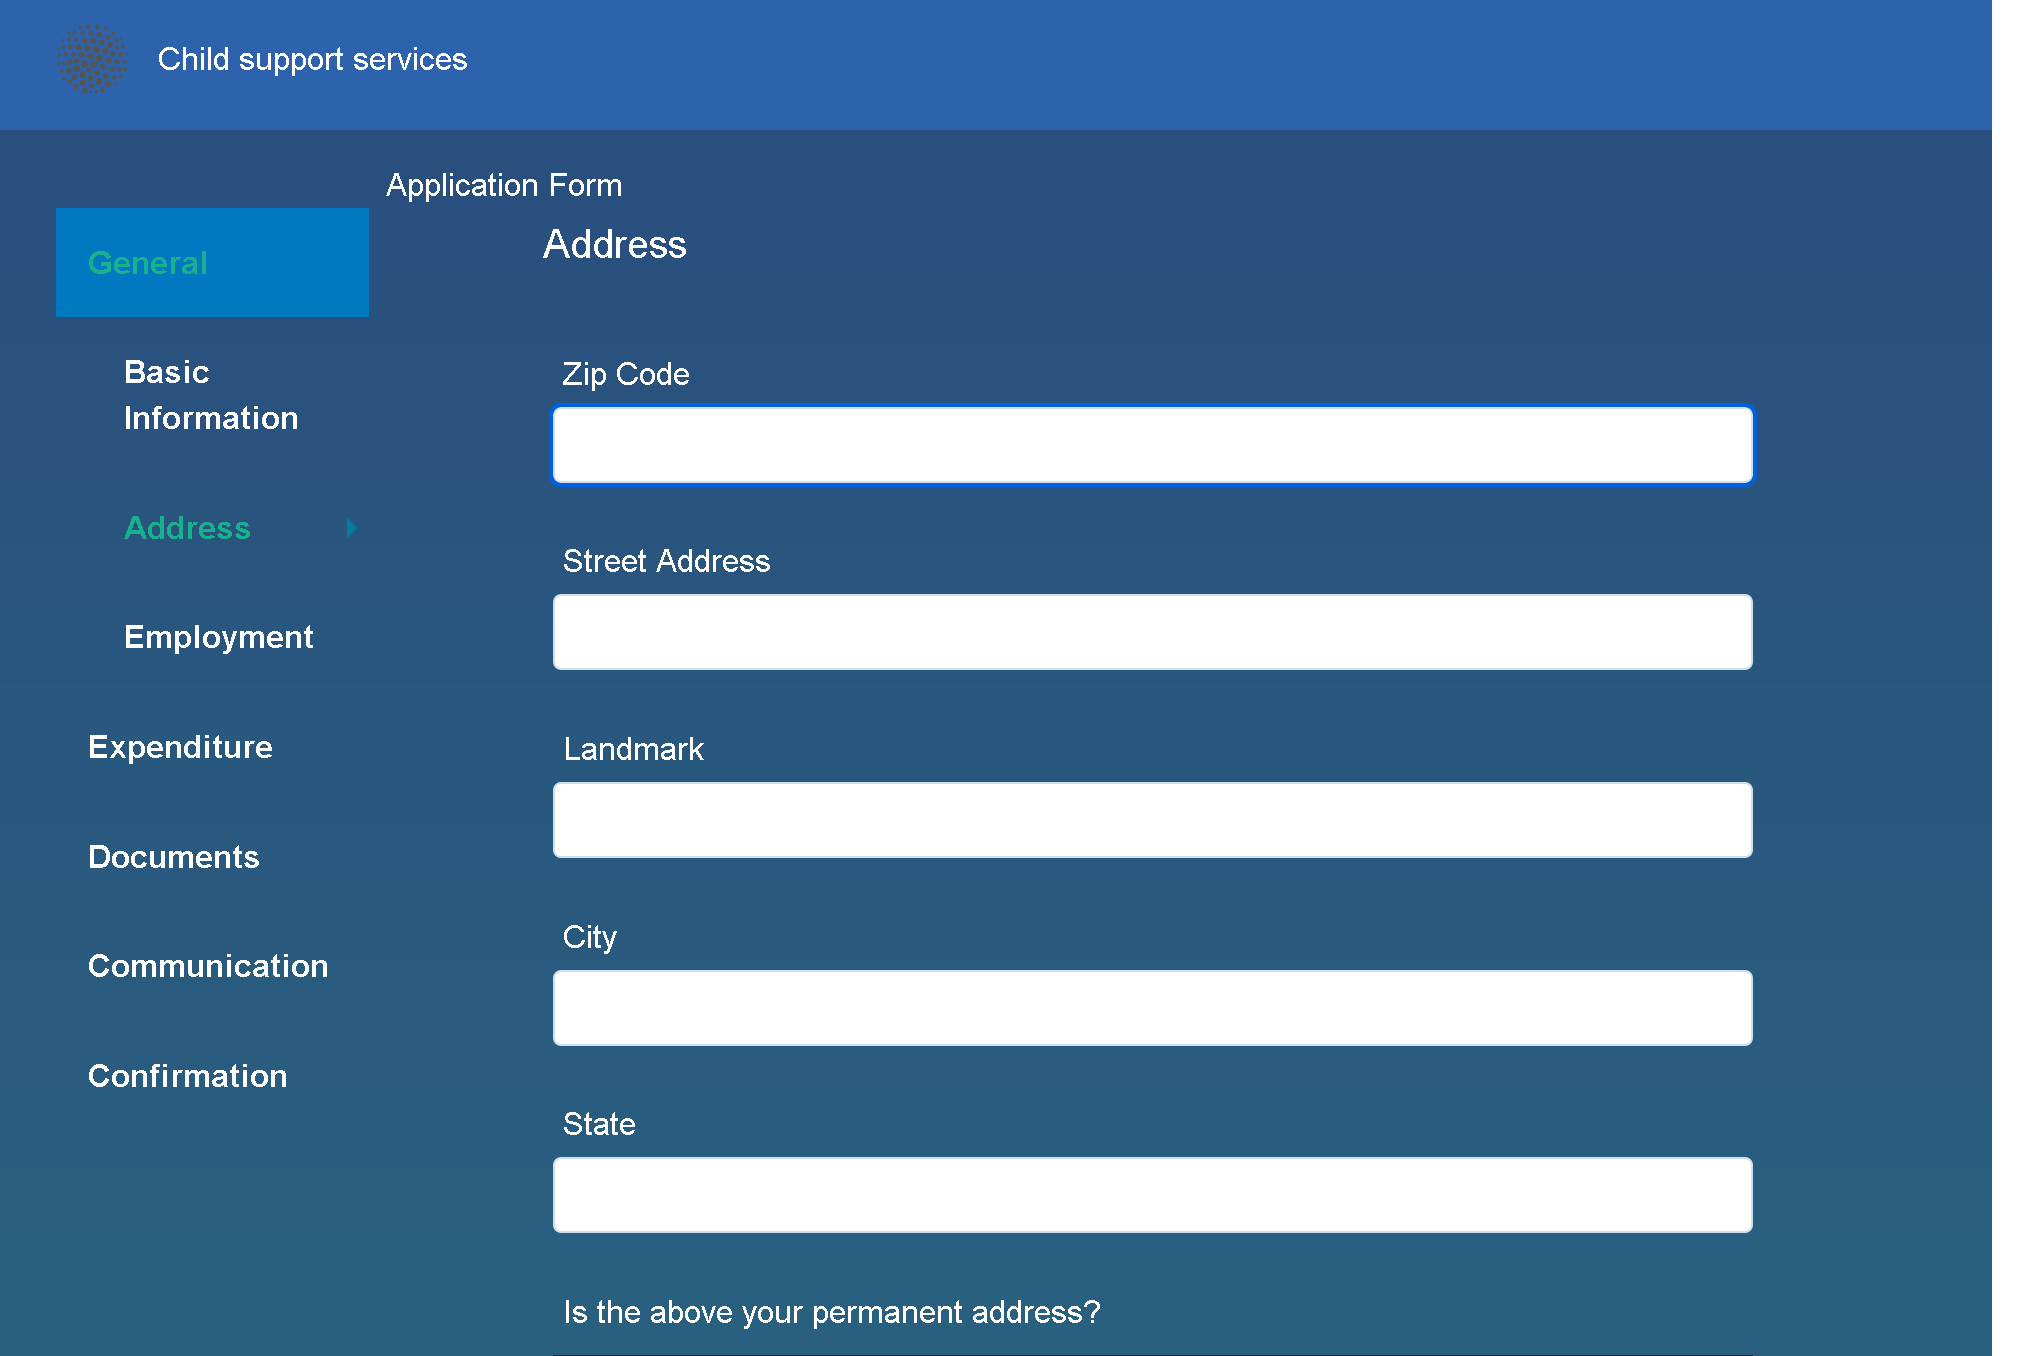 Child support services
Application Form
General
Address
Basic
Information
Zip Code
Address
Street Address
Employment
Landmark
Expenditure
Documents
City
Communication
Confirmation
State
Is the above your permanent address?